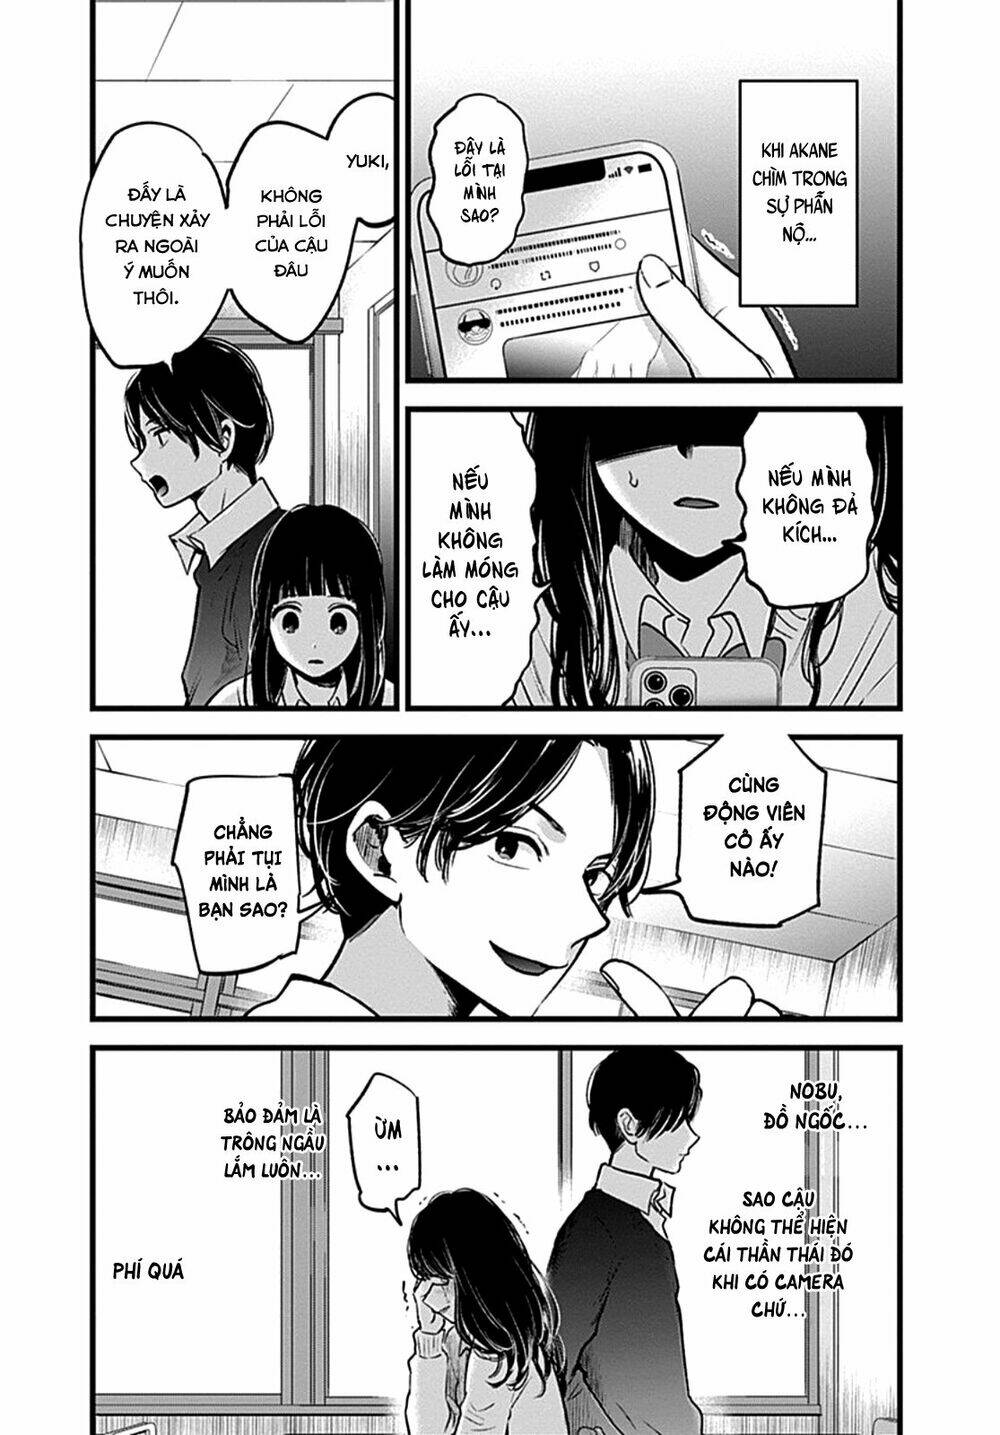 KHI AKANE
CHÌM TRONG
SỰ PHẪN
NỘ...
ĐÂY LÀ
LỖI TẠI
MÌNH
SAO?
NẾU MÌNH
KHÔNG ĐẢ
KÍCH...
NẾU
MÌNH
KHÔNG
LÀM MÓNG
CHO CẬU
ẤY...
YUKI,
KHÔNG
PHẢI LỖI
CỦA CẬU
ĐÂU
ĐẤY LÀ
CHUYỆN XẢY
RA NGOÀI
Ý MUỐN
THÔI.
CÙNG
ĐỘNG VIÊN
CÔ ẤY
NÀO!
CHẲNG
PHẢI TỤI
MÌNH LÀ
BẠN SAO?
NOBU,
ĐỒ NGỐC...
SAO CẬU
KHÔNG THỂ HIỆN
CÁI THẦN THÁI ĐÓ
KHI CÓ CAMERA
CHỨ...
ỪM
...
BẢO ĐẢM LÀ
TRÔNG NGẦU
LẮM LUÔN...
PHÍ QUÁ